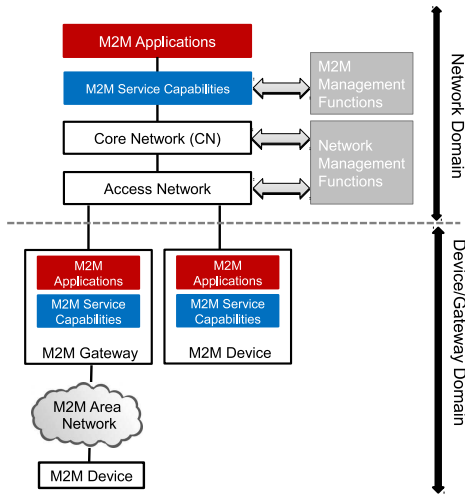 M2M Applications
M2M Service Capabilities
M2M
Management
Functions
Core Network (CN)
Network
Management
Functions
Access Network
Network Domain
M2M
Applications
M2M Service
Capabilities
M2M Gateway
M2M
Applications
M2M Service
Capabilities
M2M Device
M2M Area
Network
M2M Device
Device/Gateway Domain